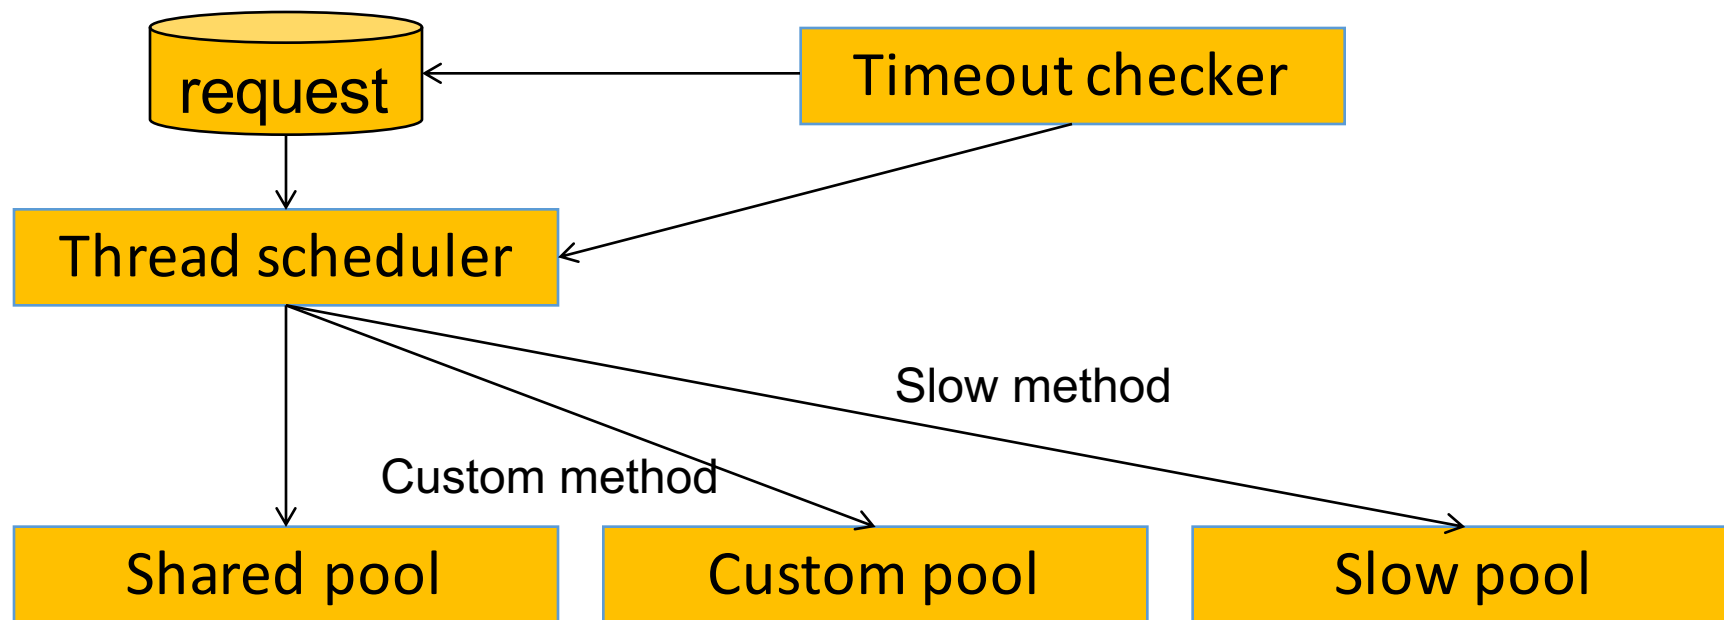 request
Timeout checker
Thread scheduler
Slow method
Custom method
Shared pool
Custom pool
Slow pool